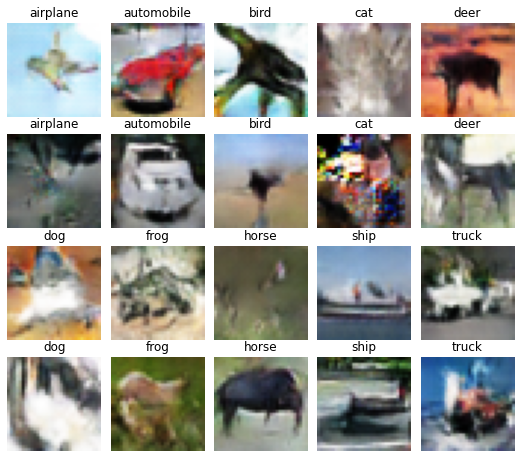 airplane automobile bird cat deer
airplane automobile bird cat deer
dog frog horse ship truck
dog frog horse ship truck